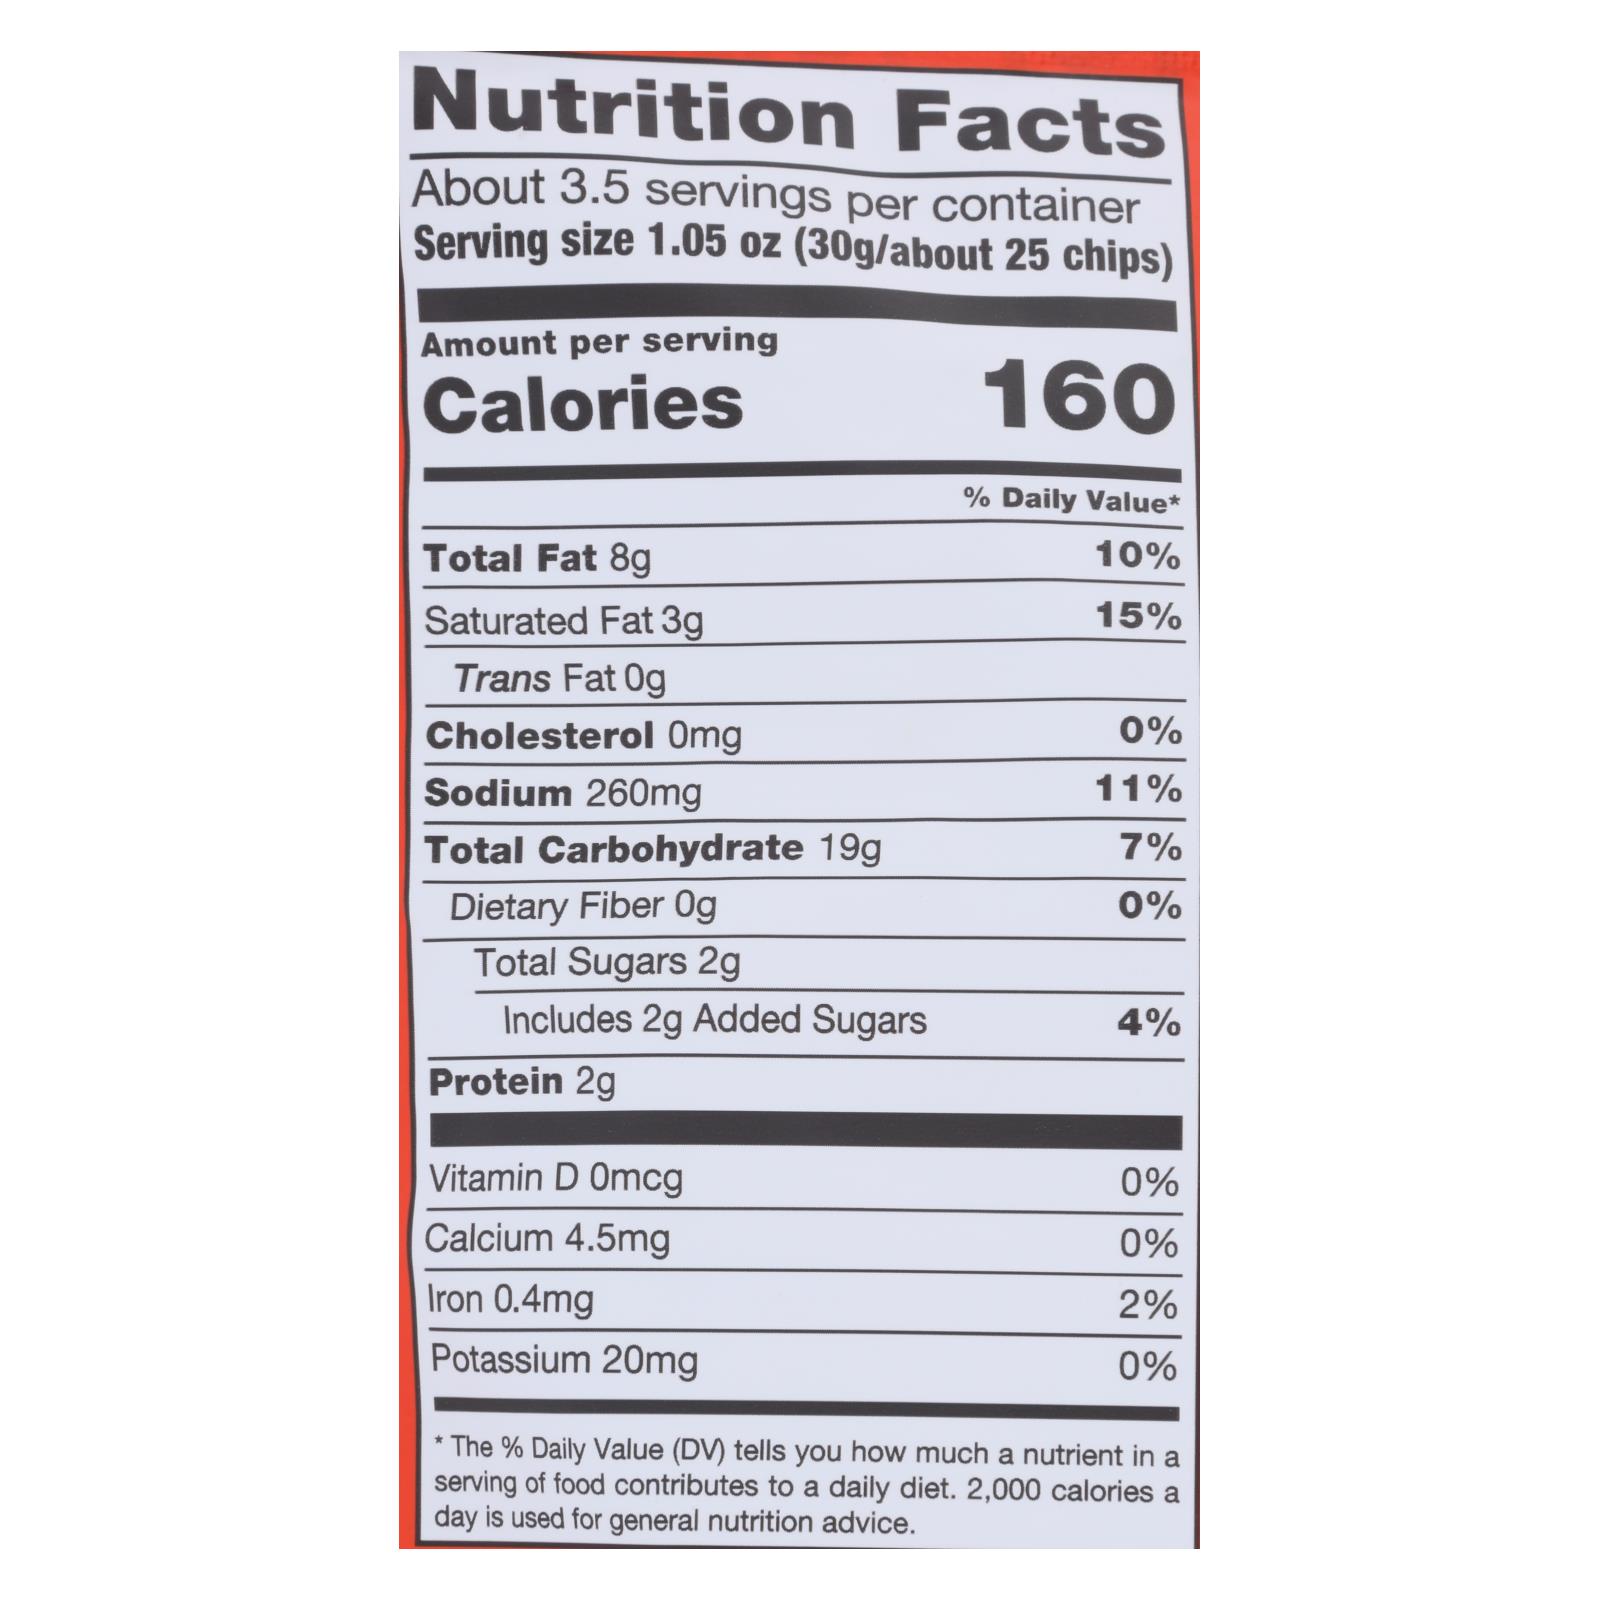 Nutrition Facts
About 3.5 servings per container
Serving size 1.05 oz (30g/about 25 chips)
Amount per serving
Calories 160
% Daily Value*
Total Fat 8g 10%
Saturated Fat 3g 15%
Trans Fat 0g
Cholesterol 0mg 0%
Sodium 260mg 11%
Total Carbohydrate 19g 7%
Dietary Fiber 0g 0%
Total Sugars 2g
Includes 2g Added Sugars 4%
Protein 2g
Vitamin D 0mcg 0%
Calcium 4.5mg 0%
Iron 0.4mg 2%
Potassium 20mg 0%
* The % Daily Value (DV) tells you how much a nutrient in a
serving of food contributes to a daily diet. 2,000 calories a
day is used for general nutrition advice.